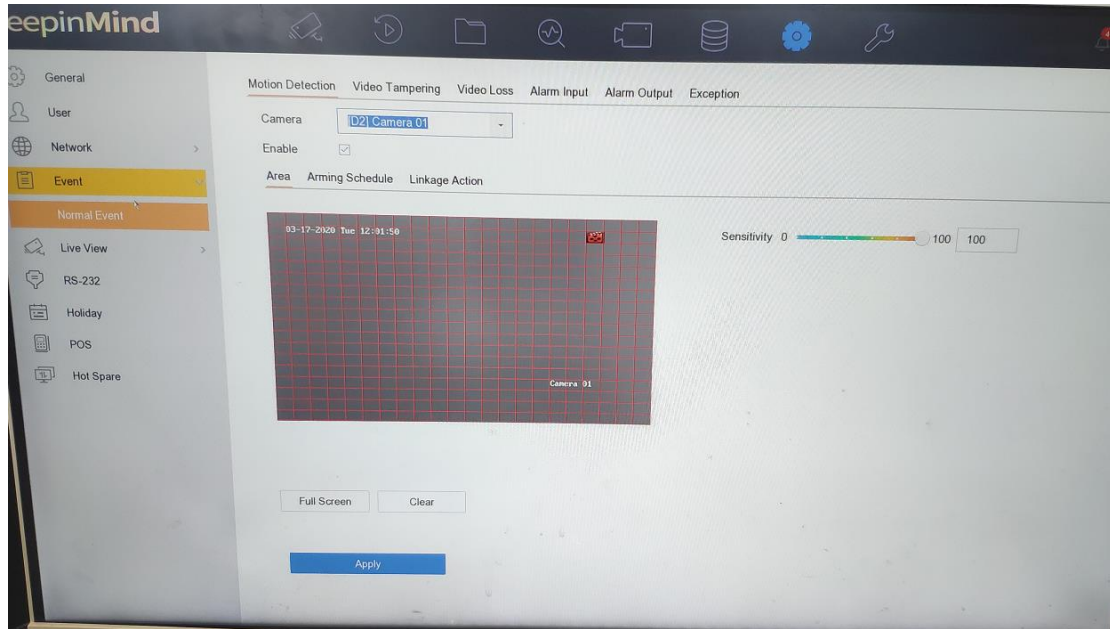 eepinMind
General
Motion Detection Video Tampering Video Loss Alarm Input Alarm Output Exception
User
Camera [D2] Camera 01
Network
Enable
Event
Area Arming Schedule Linkage Action
Normal Event
03-17-2020 Tue 12:01:50
Sensitivity 0 100 100
Live View
RS-232
Holiday
POS
Hot Spare
Camera 01
Full Screen Clear
Apply